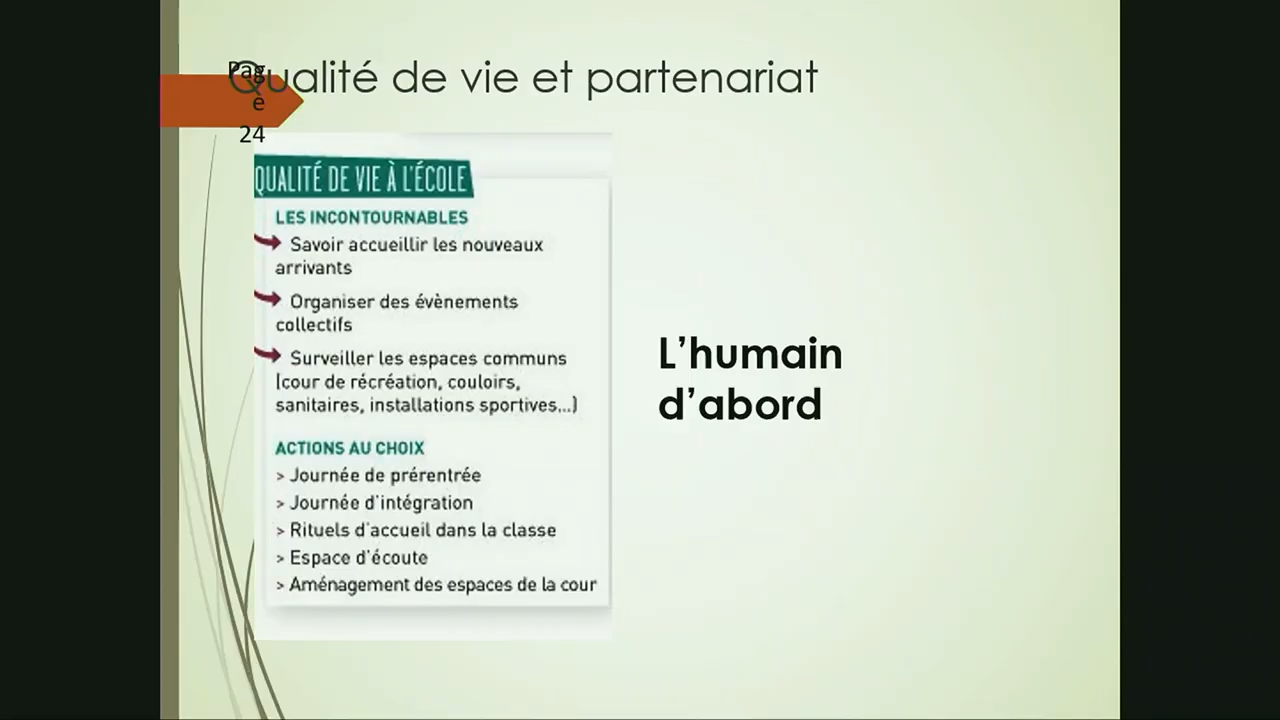 Qualité de vie et partenariat
Pag
e
24
QUALITÉ DE VIE À L'ÉCOLE
LES INCONTOURNABLES
Savoir accueillir les nouveaux
arrivants
Organiser des évènements
collectifs
Surveiller les espaces communs
(cour de récréation, couloirs,
sanitaires, installations sportives...)
ACTIONS AU CHOIX
> Journée de prérentrée
> Journée d'intégration
> Rituels d'accueil dans la classe
> Espace d'écoute
> Aménagement des espaces de la cour
L’humain
d’abord